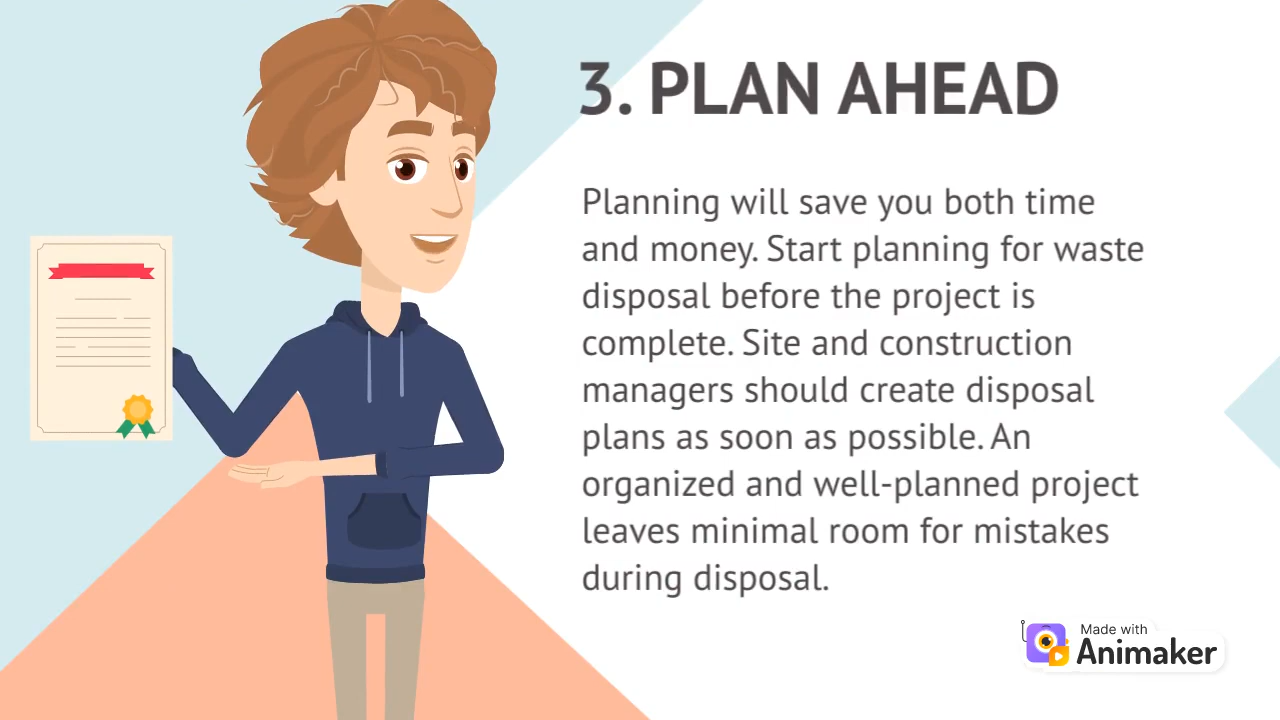 3. PLAN AHEAD
Planning will save you both time
and money. Start planning for waste
disposal before the project is
complete. Site and construction
managers should create disposal
plans as soon as possible. An
organized and well-planned project
leaves minimal room for mistakes
during disposal.
Made with
Animaker